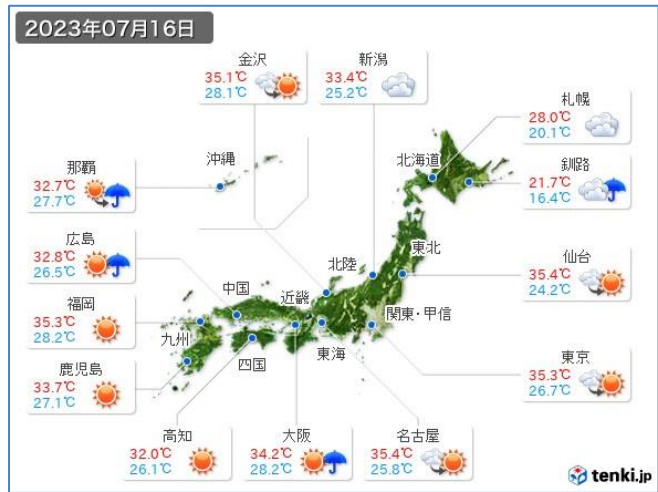 2023年07月16日
金沢
35.1℃
28.1℃
新潟
33.4℃
25.2℃
札幌
28.0℃
20.1℃
那覇
32.7℃
27.7℃
沖縄
北海道
釧路
21.7℃
16.4℃
広島
32.8℃
26.5℃
東北
北陸
仙台
35.4℃
24.2℃
中国
近畿
福岡
35.3℃
28.2℃
関東・甲信
九州
四国
東海
東京
35.3℃
26.7℃
鹿児島
33.7℃
27.1℃
高知
32.0℃
26.1℃
大阪
34.2℃
28.2℃
名古屋
35.4℃
25.8℃
tenki.jp